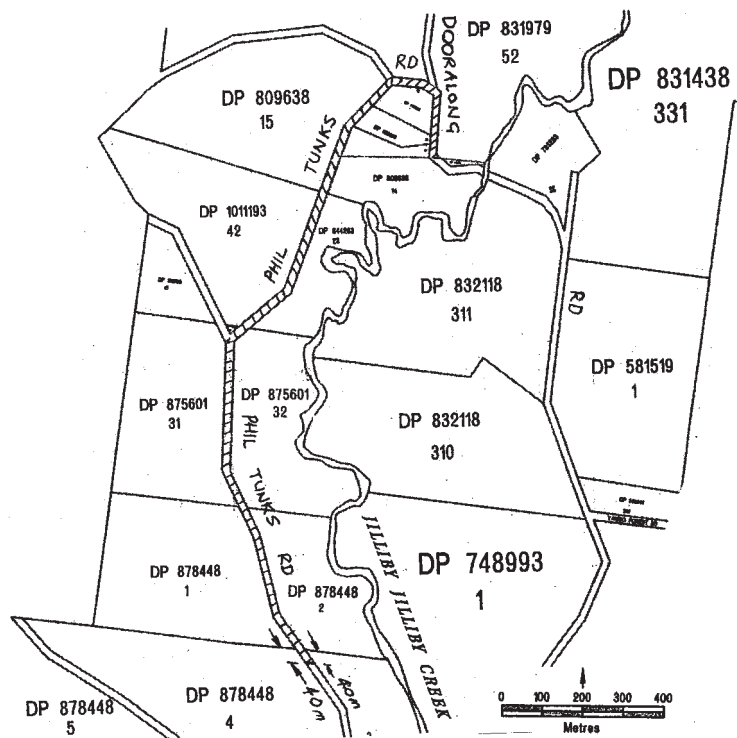 DP 831979
52
DOORALONG
RD
DP 831438
331
DP 809638
15
TUNKS
DP 1011193
42
PHIL
DP 832118
311
RD
DP 581519
1
DP 875601
31
DP 875601
32
DP 832118
310
PHIL
TUNKS
RD
DP 878448
1
DP 878448
2
DP 748993
1
JILLIBY JILLIBY CREEK
40m
40m
DP 878448
5
DP 878448
4
0 100 200 300 400
Metres